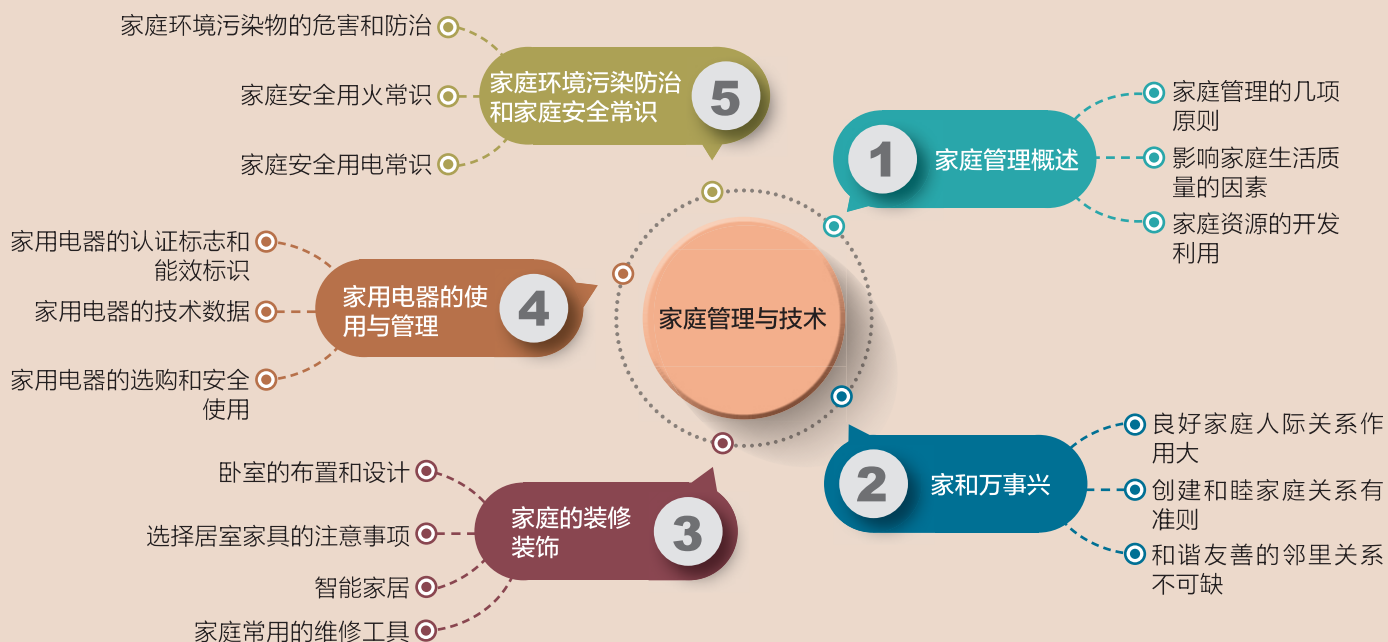 家庭管理与技术
1
家庭管理概述
家庭管理的几项
原则
影响家庭生活质
量的因素
家庭资源的开发
利用
2
家和万事兴
良好家庭人际关系作
用大
创建和睦家庭关系有
准则
和谐友善的邻里关系
不可缺
3
家庭的装修
装饰
卧室的布置和设计
选择居室家具的注意事项
智能家居
家庭常用的维修工具
4
家用电器的使
用与管理
家用电器的认证标志和
能效标识
家用电器的技术数据
家用电器的选购和安全
使用
5
家庭环境污染防治
和家庭安全常识
家庭环境污染物的危害和防治
家庭安全用火常识
家庭安全用电常识